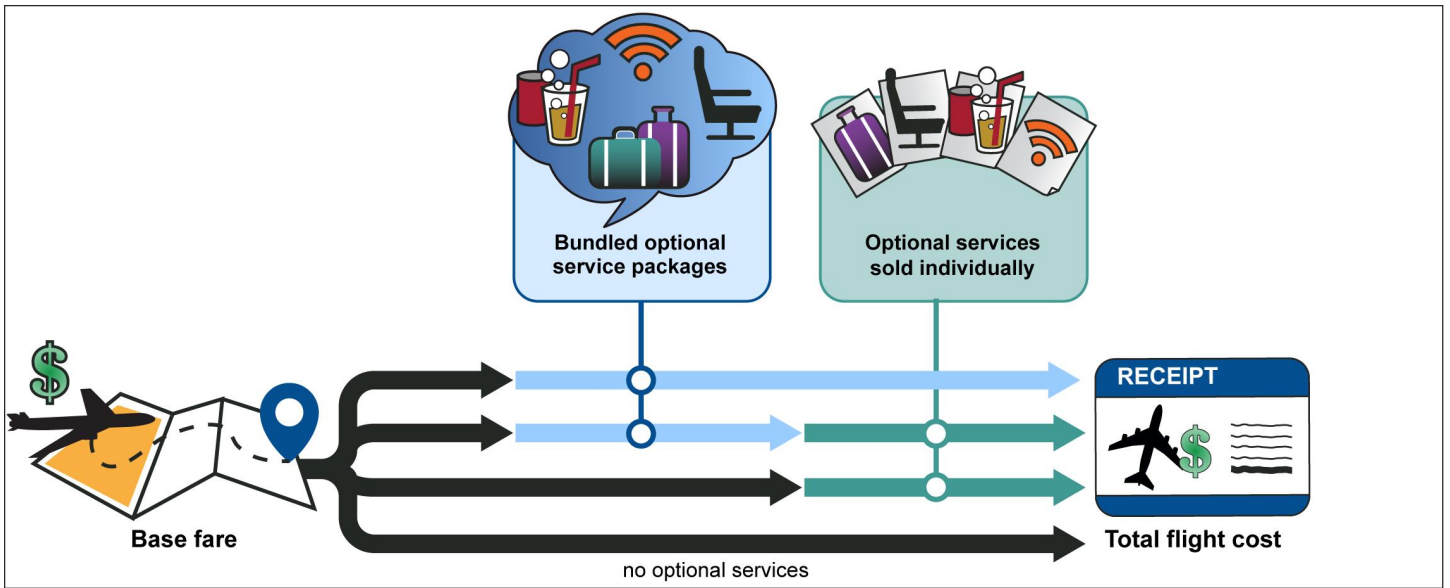 Bundled optional
service packages
Optional services
sold individually
$
RECEIPT
$
Base fare
Total flight cost
no optional services